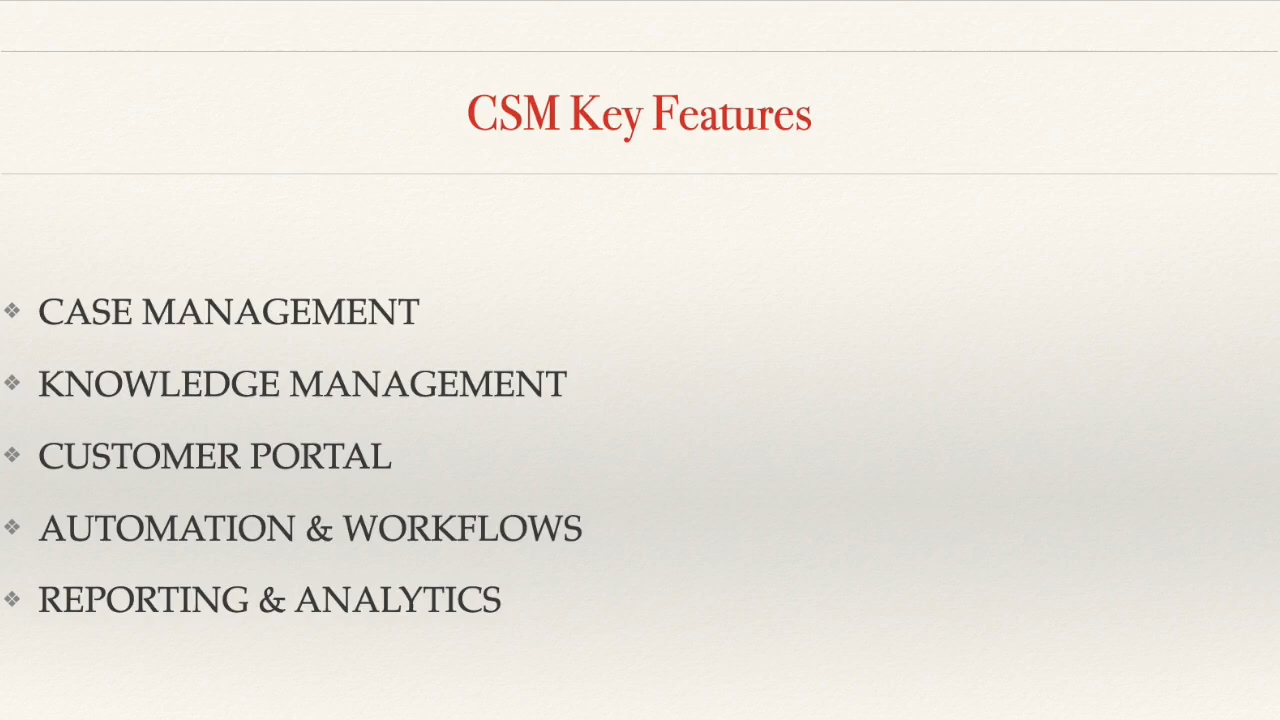 CSM Key Features
CASE MANAGEMENT
KNOWLEDGE MANAGEMENT
CUSTOMER PORTAL
AUTOMATION & WORKFLOWS
REPORTING & ANALYTICS